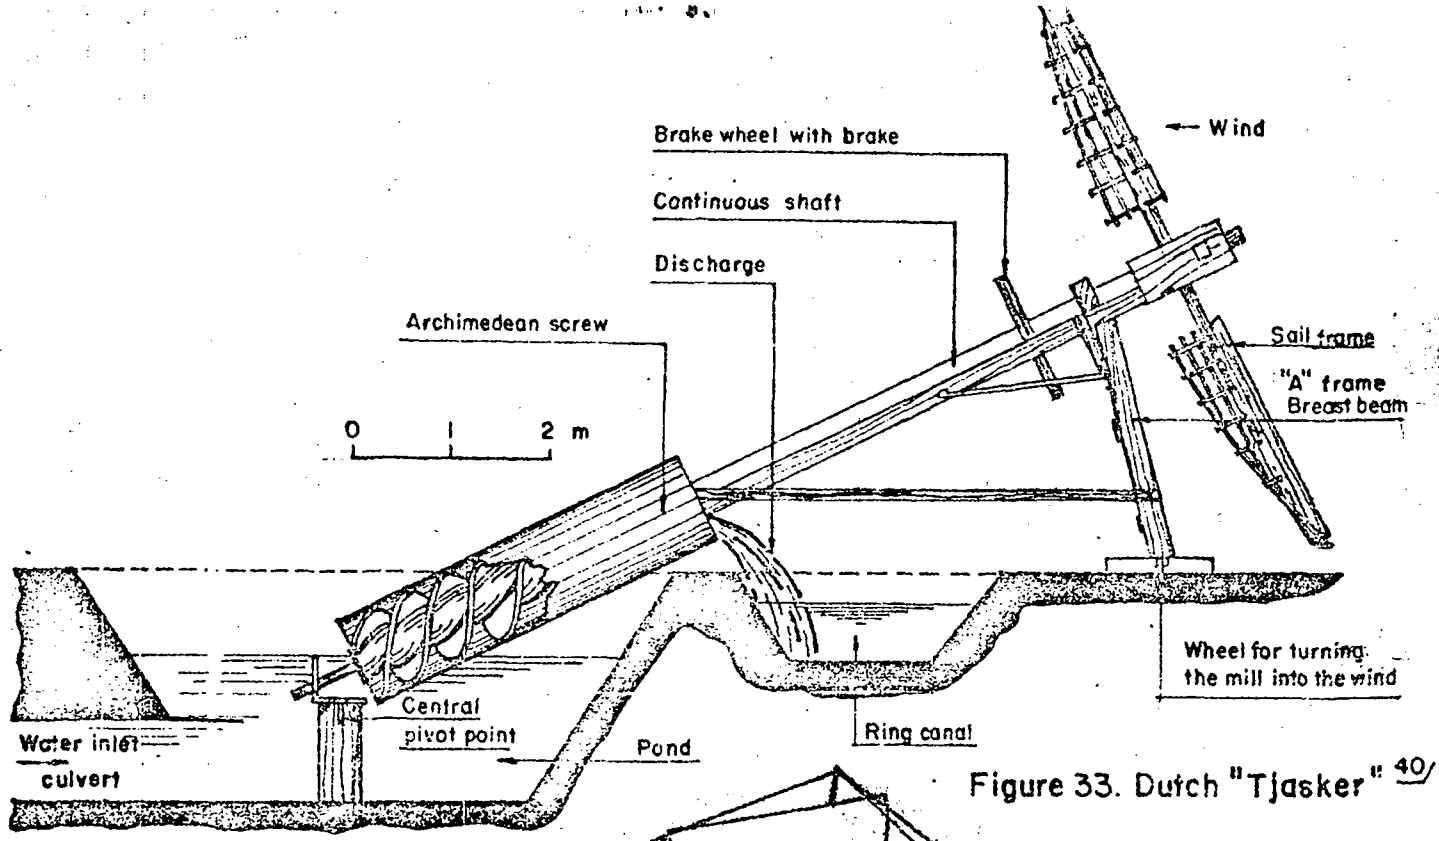 Brake wheel with brake
Wind
Continuous shaft
Discharge
Archimedean screw
Sail frame
"A" frame
Breast beam
0 1 2 m
Central
pivot point
Water inlet
culvert
Pond
Ring canal
Wheel for turning
the mill into the wind
Figure 33. Dutch "Tjasker" 40/